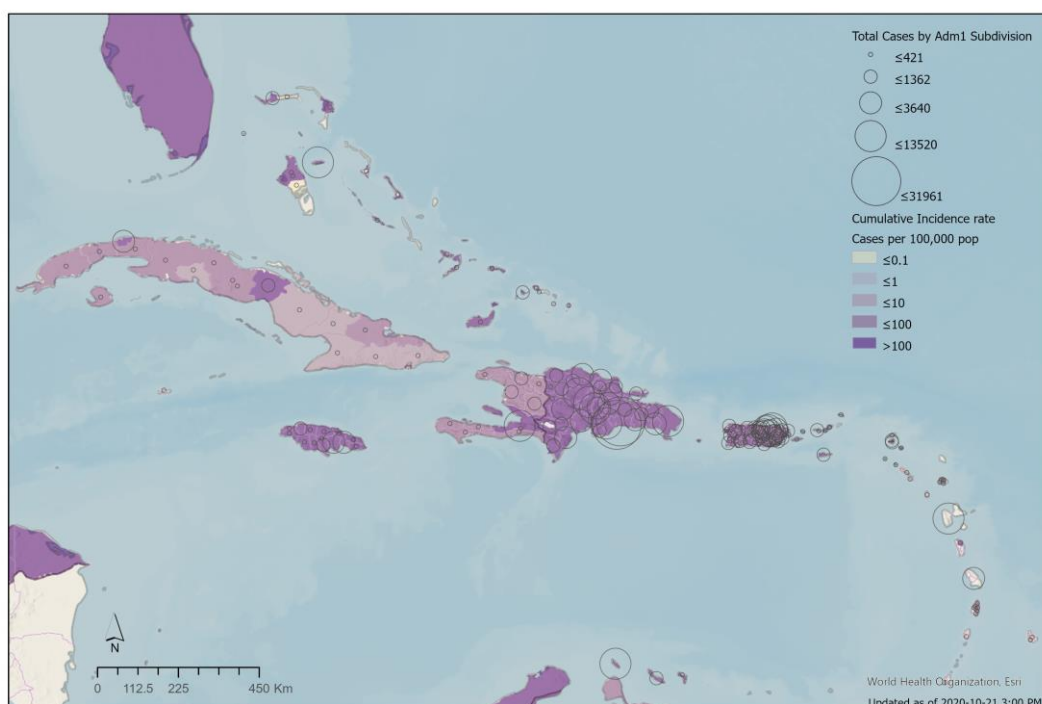 Total Cases by Adm1 Subdivision
≤421
≤1362
≤3640
≤13520
≤31961
Cumulative Incidence rate
Cases per 100,000 pop
≤0.1
≤1
≤10
≤100
>100
N
0 112.5 225 450 Km
World Health Organization, Esri
Updated as of 2020-10-21 3:00 PM